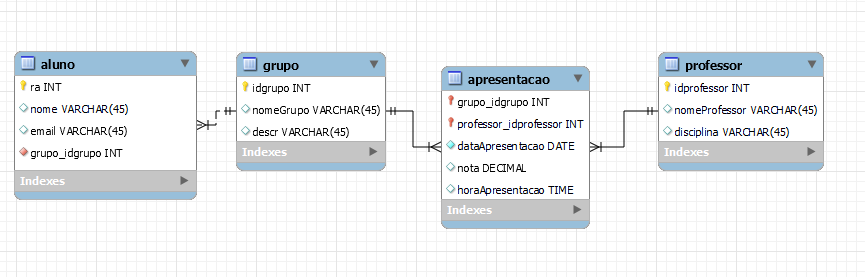 aluno
ra INT
nome VARCHAR(45)
email VARCHAR(45)
grupo_idgrupo INT
Indexes
grupo
idgrupo INT
nomeGrupo VARCHAR(45)
descr VARCHAR(45)
Indexes
apresentacao
grupo_idgrupo INT
professor_idprofessor INT
dataApresentacao DATE
nota DECIMAL
horaApresentacao TIME
Indexes
professor
idprofessor INT
nomeProfessor VARCHAR(45)
disciplina VARCHAR(45)
Indexes